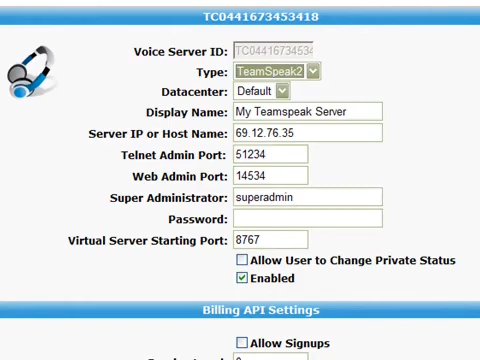 TC0441673453418
Voice Server ID: TC04416734534
Type: TeamSpeak2
Datacenter: Default
Display Name: My Teamspeak Server
Server IP or Host Name: 69.12.76.35
Telnet Admin Port: 51234
Web Admin Port: 14534
Super Administrator: superadmin
Password:
Virtual Server Starting Port: 8767
Allow User to Change Private Status
Enabled
Billing API Settings
Allow Signups